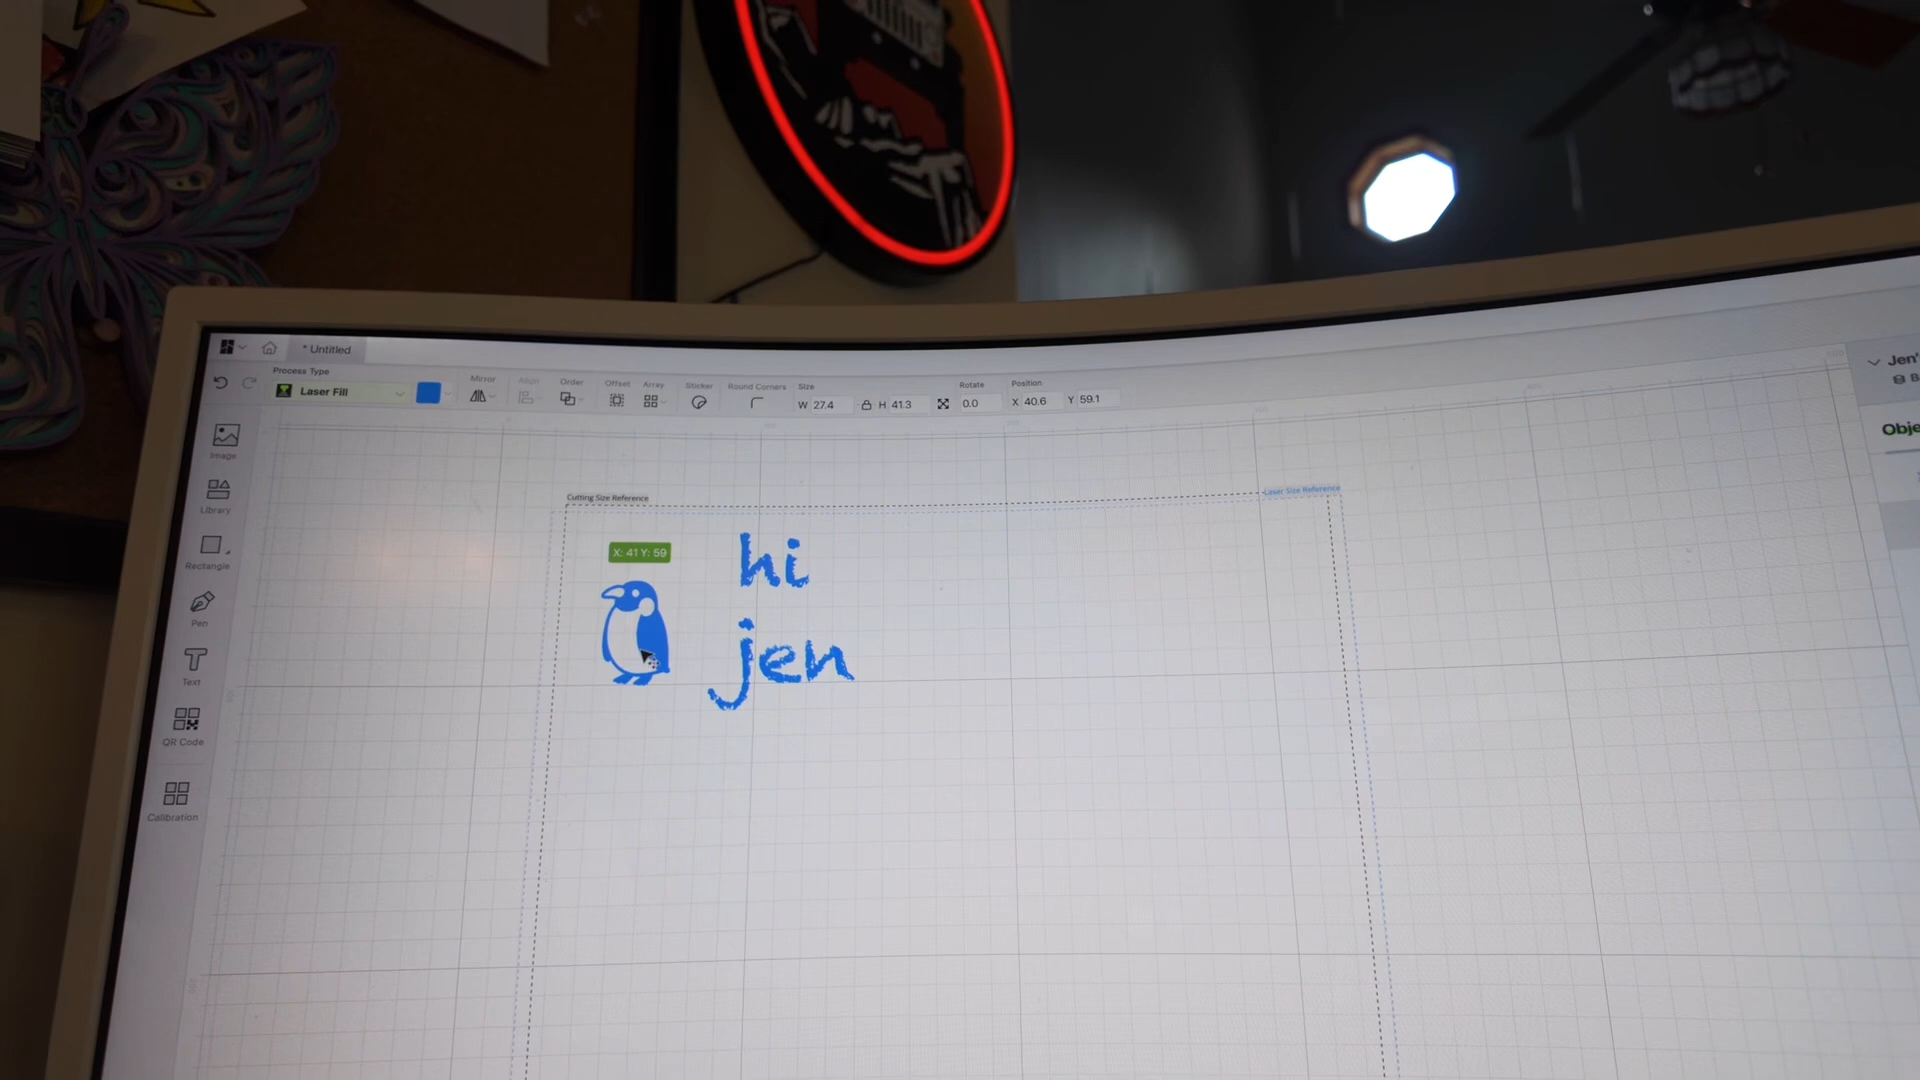 * Untitled
Process Type
Laser Fill
Mirror
Align
Order
Offset
Array
Sticker
Round Corners
Size
W 27.4
H 41.3
Rotate
0.0
Position
X 40.6
Y 59.1
Jen'
Obje
Image
Library
Rectangle
Pen
Text
QR Code
Calibration
Cutting Size Reference
Laser Size Reference
X: 41 Y: 59
hi
jen